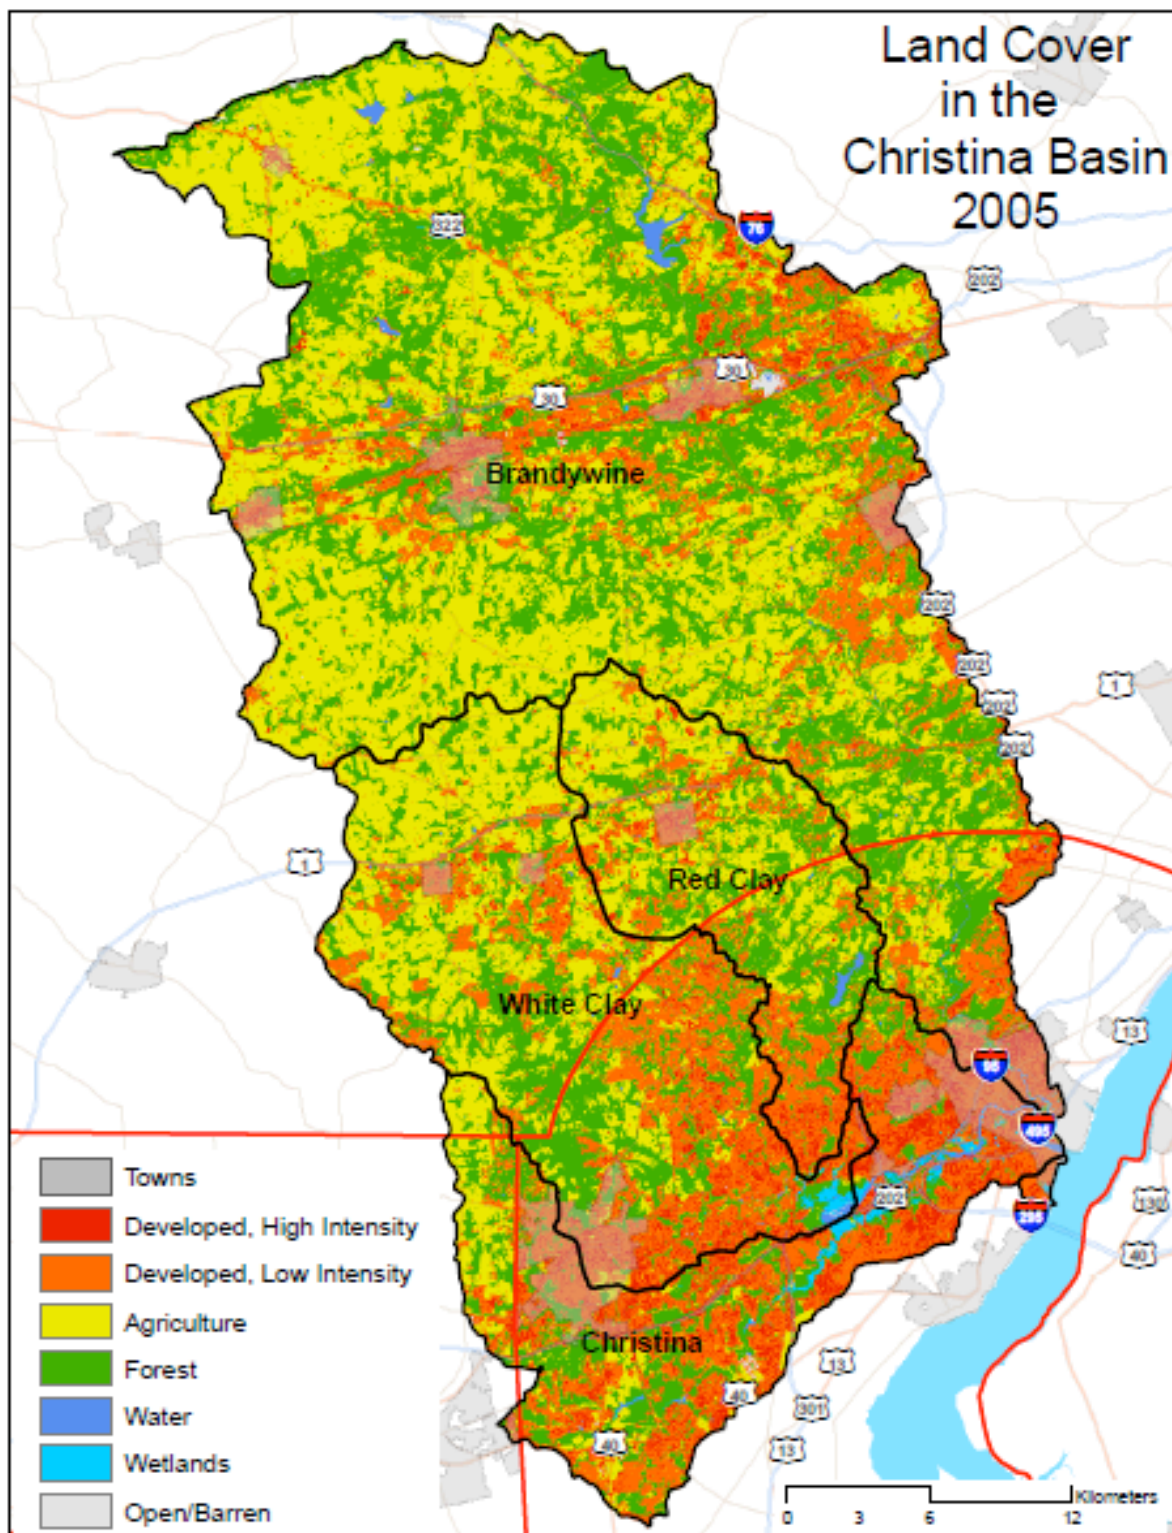 Land Cover
in the
Christina Basin
2005
76
322
202
30
30
Brandywine
202
202
1
202
202
1
Red Clay
White Clay
13
95
495
202
130
295
40
Christina
13
40
301
40
13
Towns
Developed, High Intensity
Developed, Low Intensity
Agriculture
Forest
Water
Wetlands
Open/Barren
Kilometers
0 3 6 12